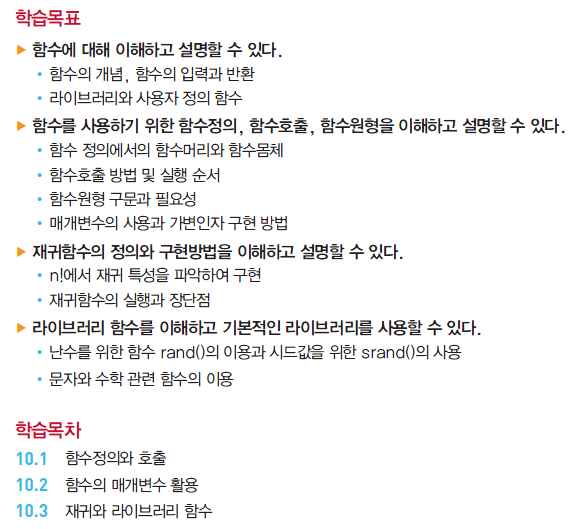 학습목표
▶ 함수에 대해 이해하고 설명할 수 있다.
• 함수의 개념, 함수의 입력과 반환
• 라이브러리와 사용자 정의 함수
▶ 함수를 사용하기 위한 함수정의, 함수호출, 함수원형을 이해하고 설명할 수 있다.
• 함수 정의에서의 함수머리와 함수몸체
• 함수호출 방법 및 실행 순서
• 함수원형 구문과 필요성
• 매개변수의 사용과 가변인자 구현 방법
▶ 재귀함수의 정의와 구현방법을 이해하고 설명할 수 있다.
• n!에서 재귀 특성을 파악하여 구현
• 재귀함수의 실행과 장단점
▶ 라이브러리 함수를 이해하고 기본적인 라이브러리를 사용할 수 있다.
• 난수를 위한 함수 rand()의 이용과 시드값을 위한 srand()의 사용
• 문자와 수학 관련 함수의 이용
학습목차
10.1 함수정의와 호출
10.2 함수의 매개변수 활용
10.3 재귀와 라이브러리 함수